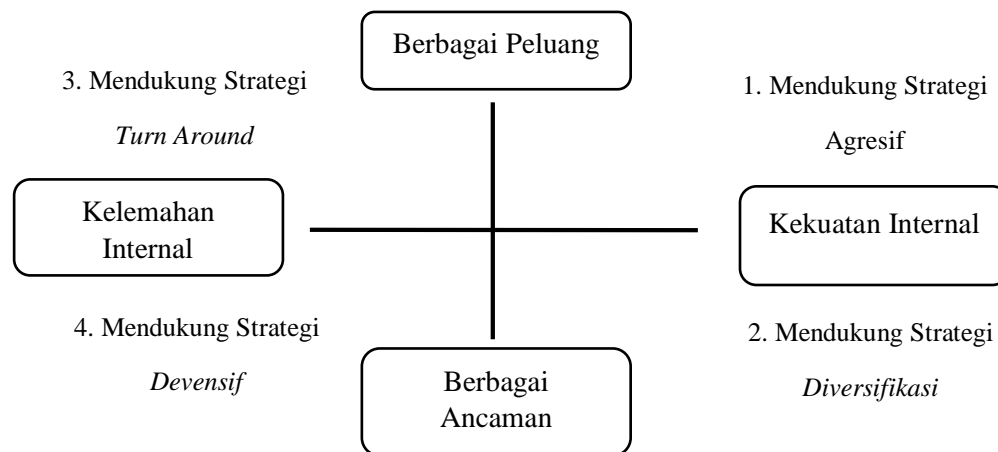 Berbagai Peluang
3. Mendukung Strategi
Turn Around
1. Mendukung Strategi
Agresif
Kelemahan
Internal
Kekuatan Internal
4. Mendukung Strategi
Devensif
2. Mendukung Strategi
Diversifikasi
Berbagai
Ancaman